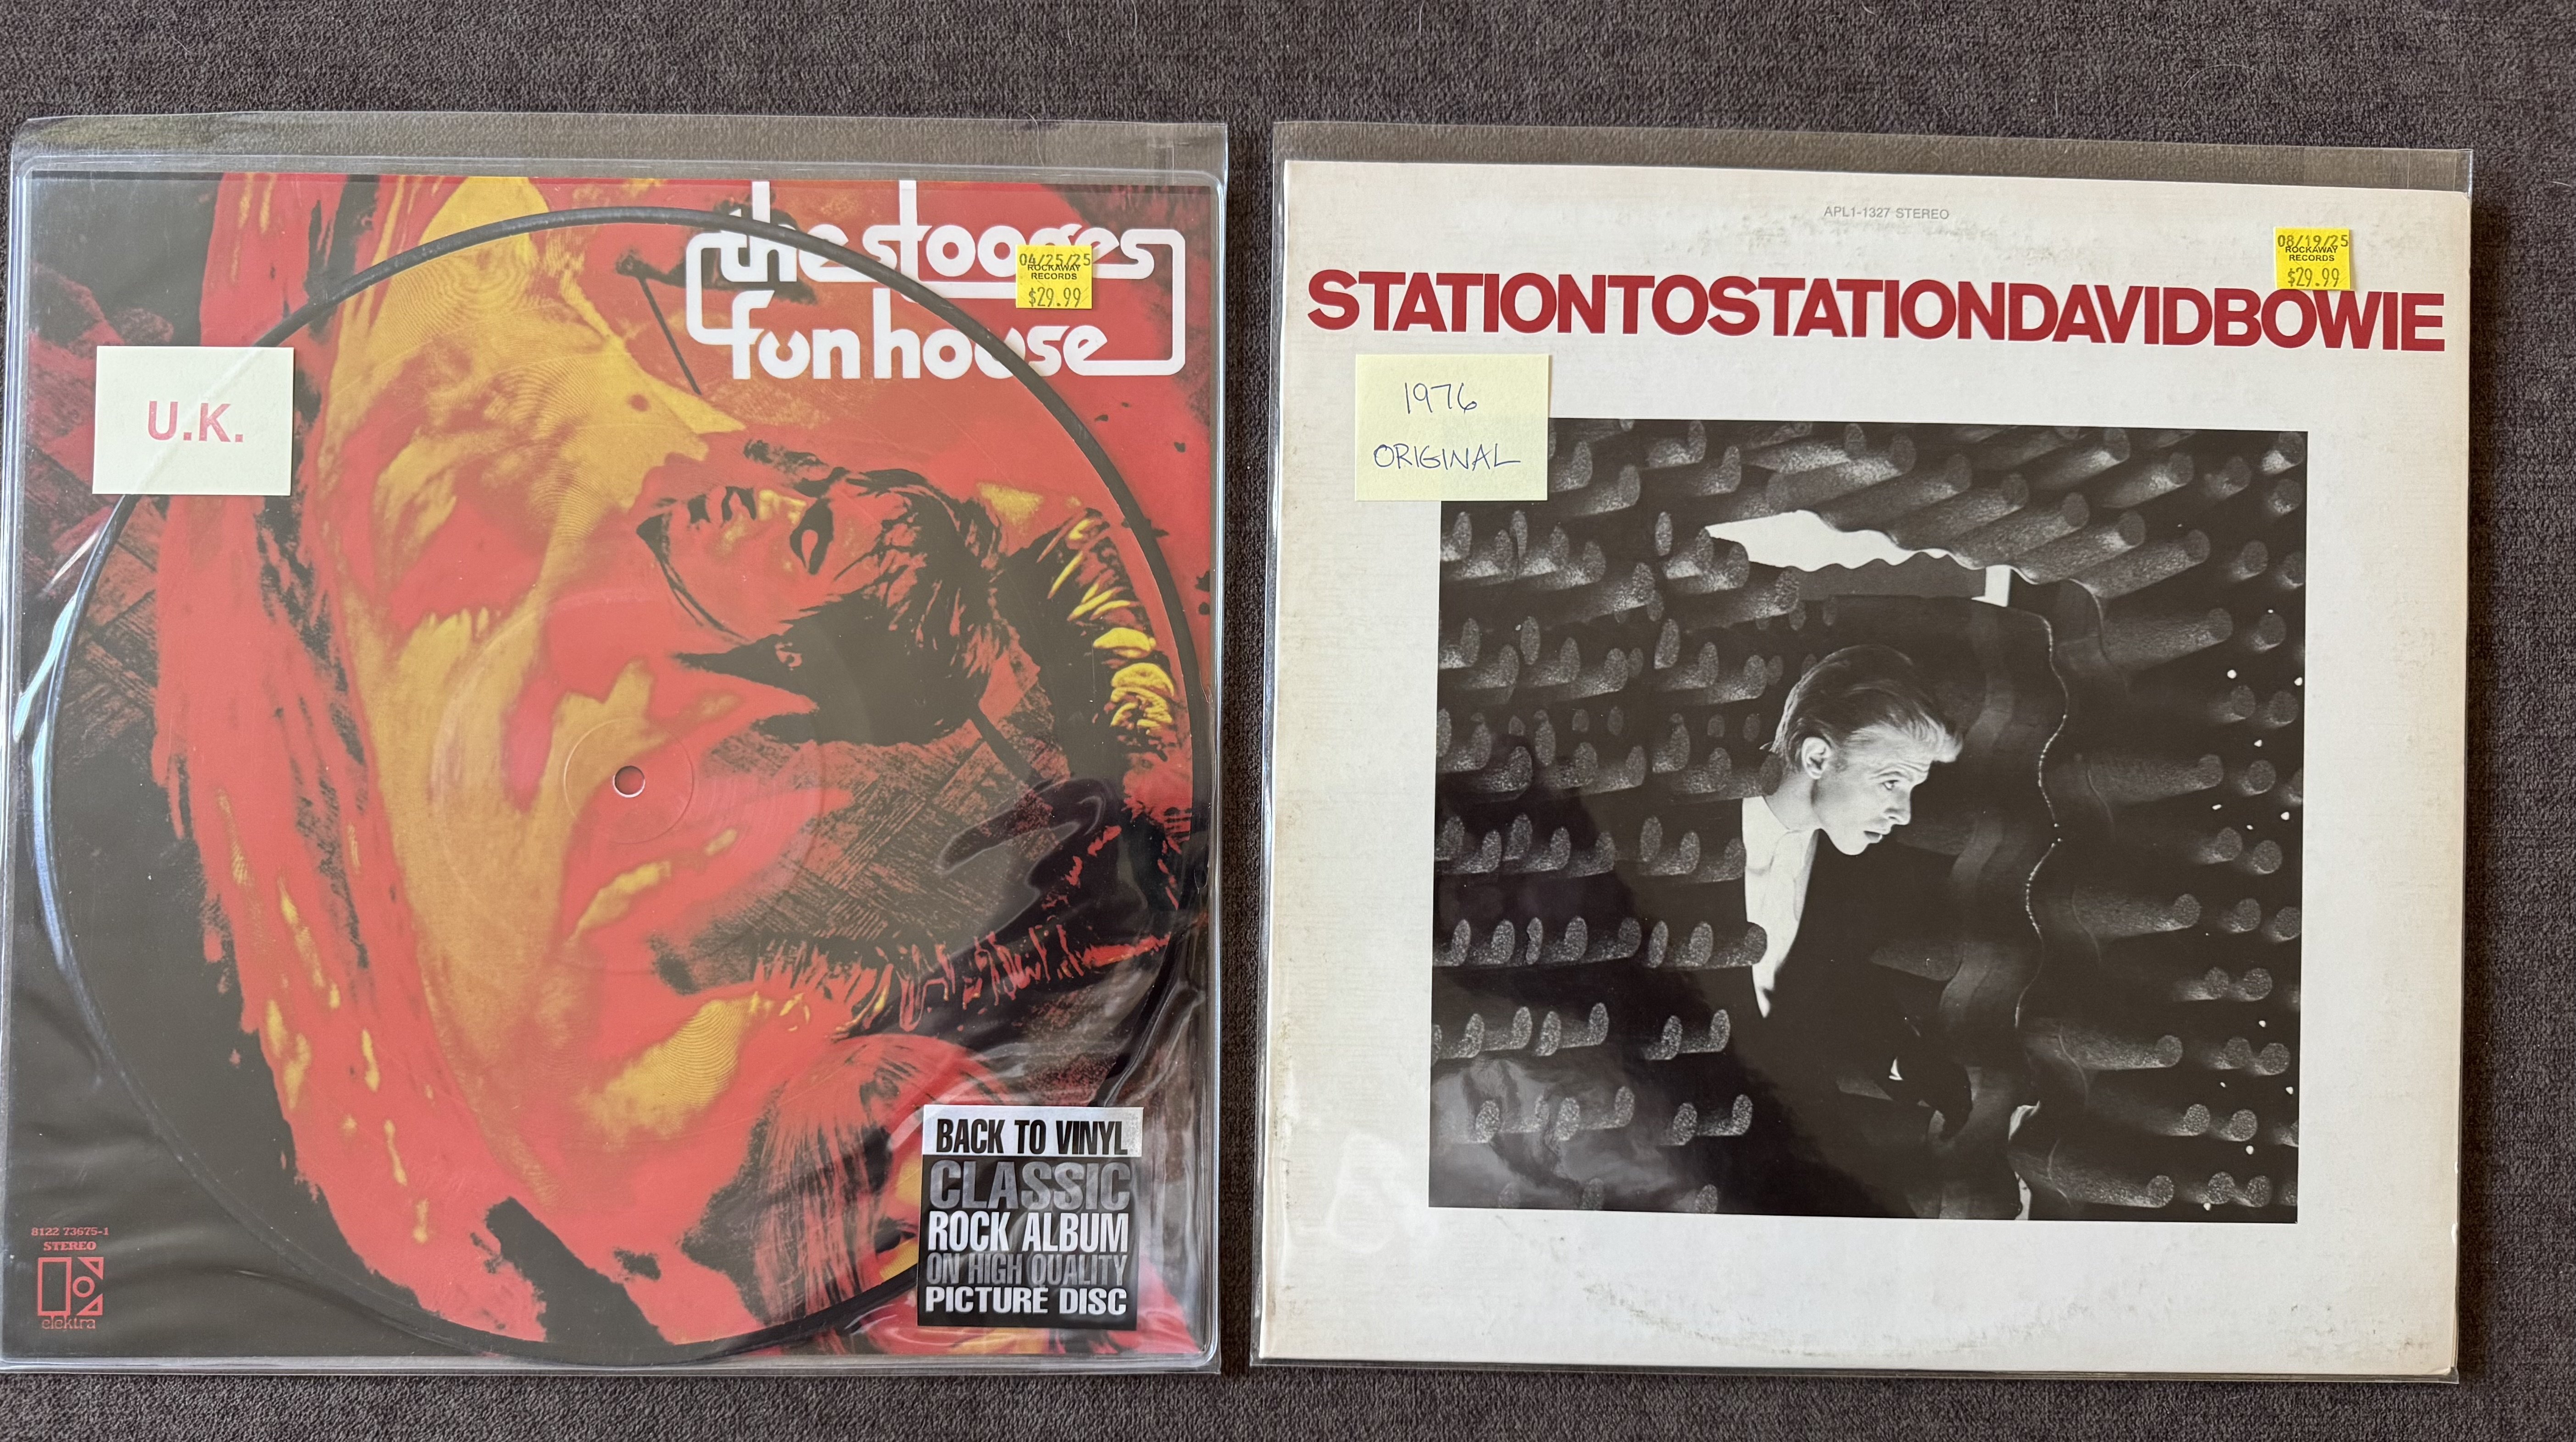 the stooges
fun house
04/25/25
ROCKAWAY
RECORDS
$29.99
U.K.
BACK TO VINYL
CLASSIC
ROCK ALBUM
ON HIGH QUALITY
PICTURE DISC
8122 73675-1
STEREO
elektra
APL1-1327 STEREO
08/19/25
ROCKAWAY
RECORDS
$29.99
STATIONTOSTATIONDAVIDBOWIE
1976
ORIGINAL